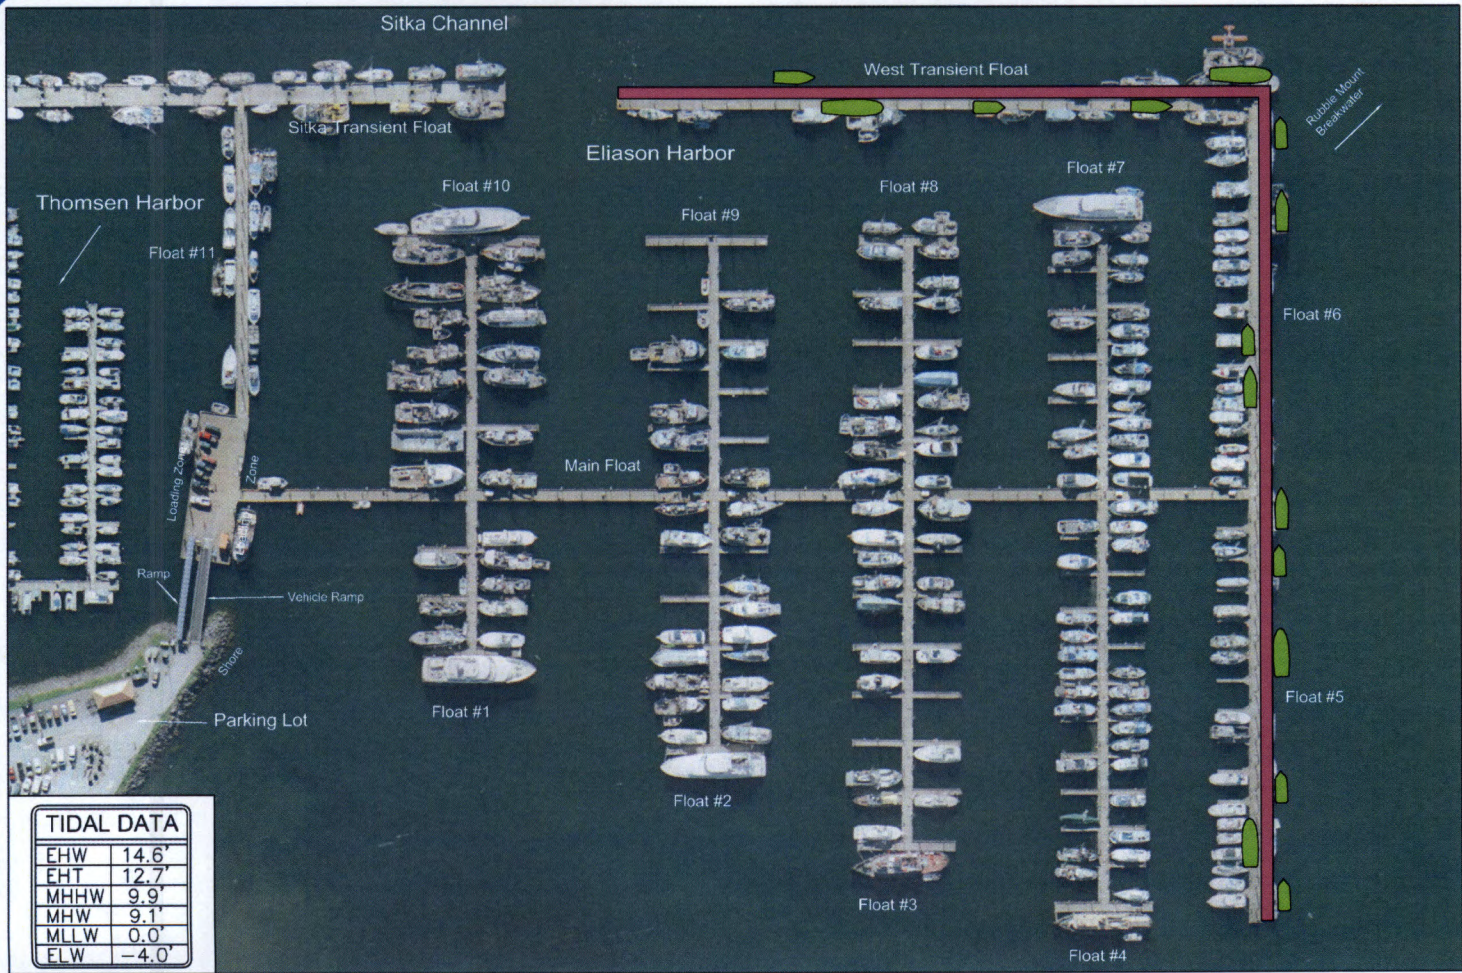 Sitka Channel
West Transient Float
Rubble Mount
Breakwater
Sitka Transient Float
Eliason Harbor
Float #7
Float #10
Float #8
Thomsen Harbor
Float #9
Float #11
Float #6
Main Float
Loading Zone
Zone
Ramp
Vehicle Ramp
Shore
Float #5
Parking Lot
Float #1
Float #2
Float #3
Float #4
TIDAL DATA
EHW 14.6'
EHT 12.7'
MHHW 9.9'
MHW 9.1'
MLLW 0.0'
ELW -4.0'